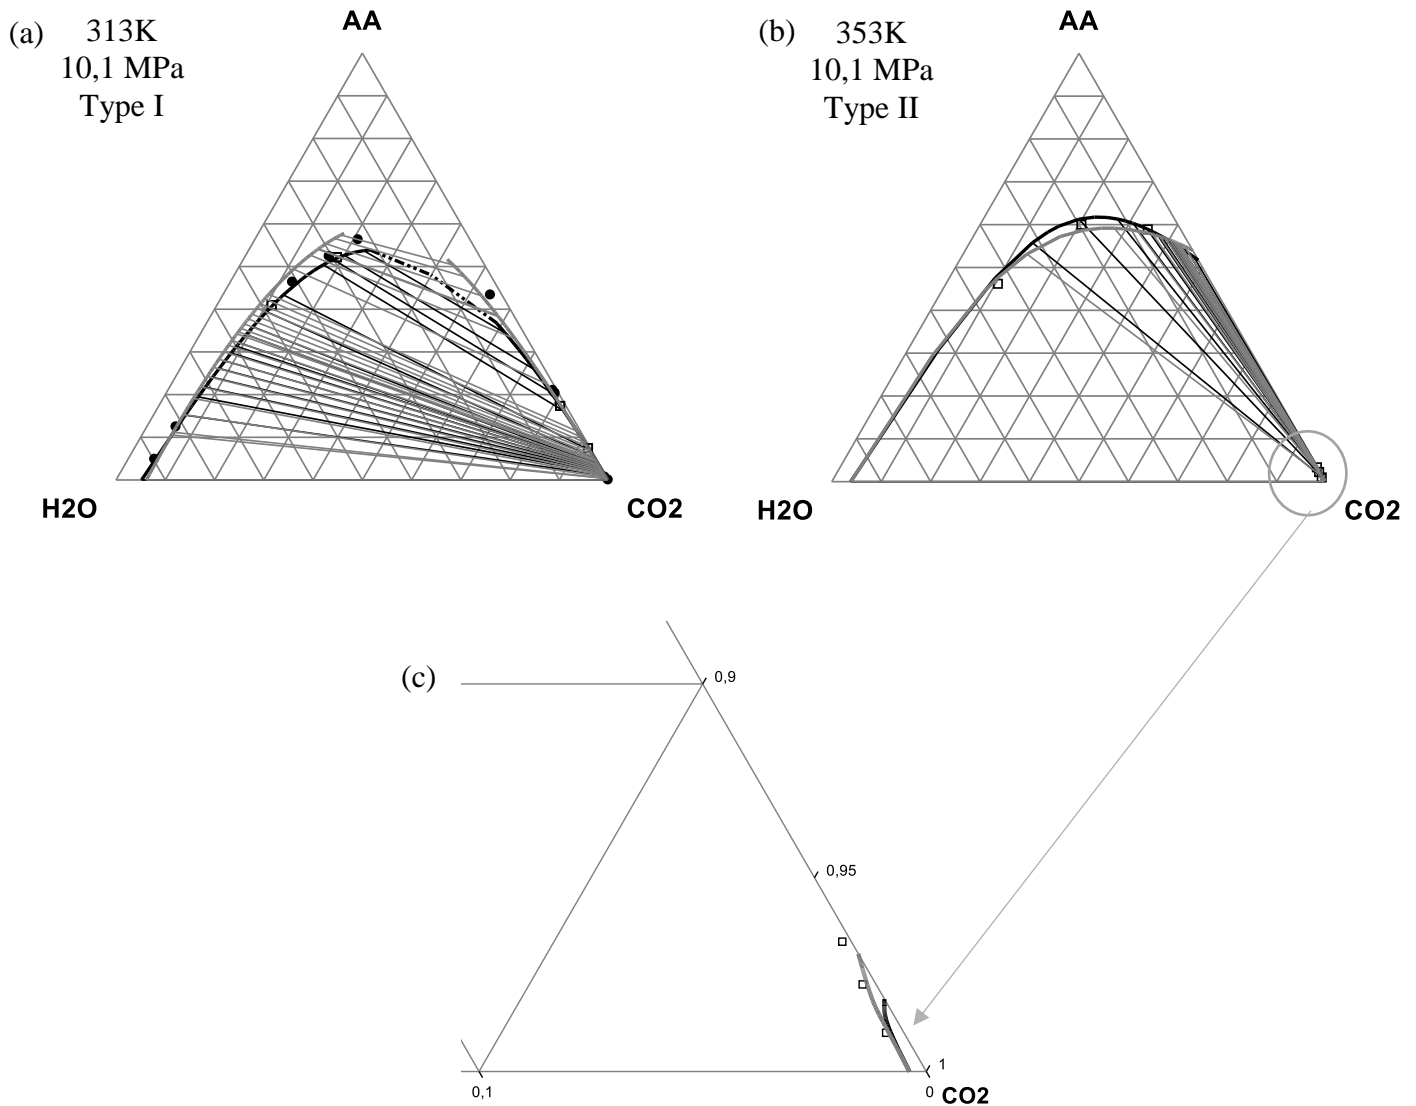 (a)
313K
10,1 MPa
Type I
AA
H2O
CO2
(b)
353K
10,1 MPa
Type II
AA
H2O
CO2
(c)
0,9
0,95
1
0,1
0
CO2